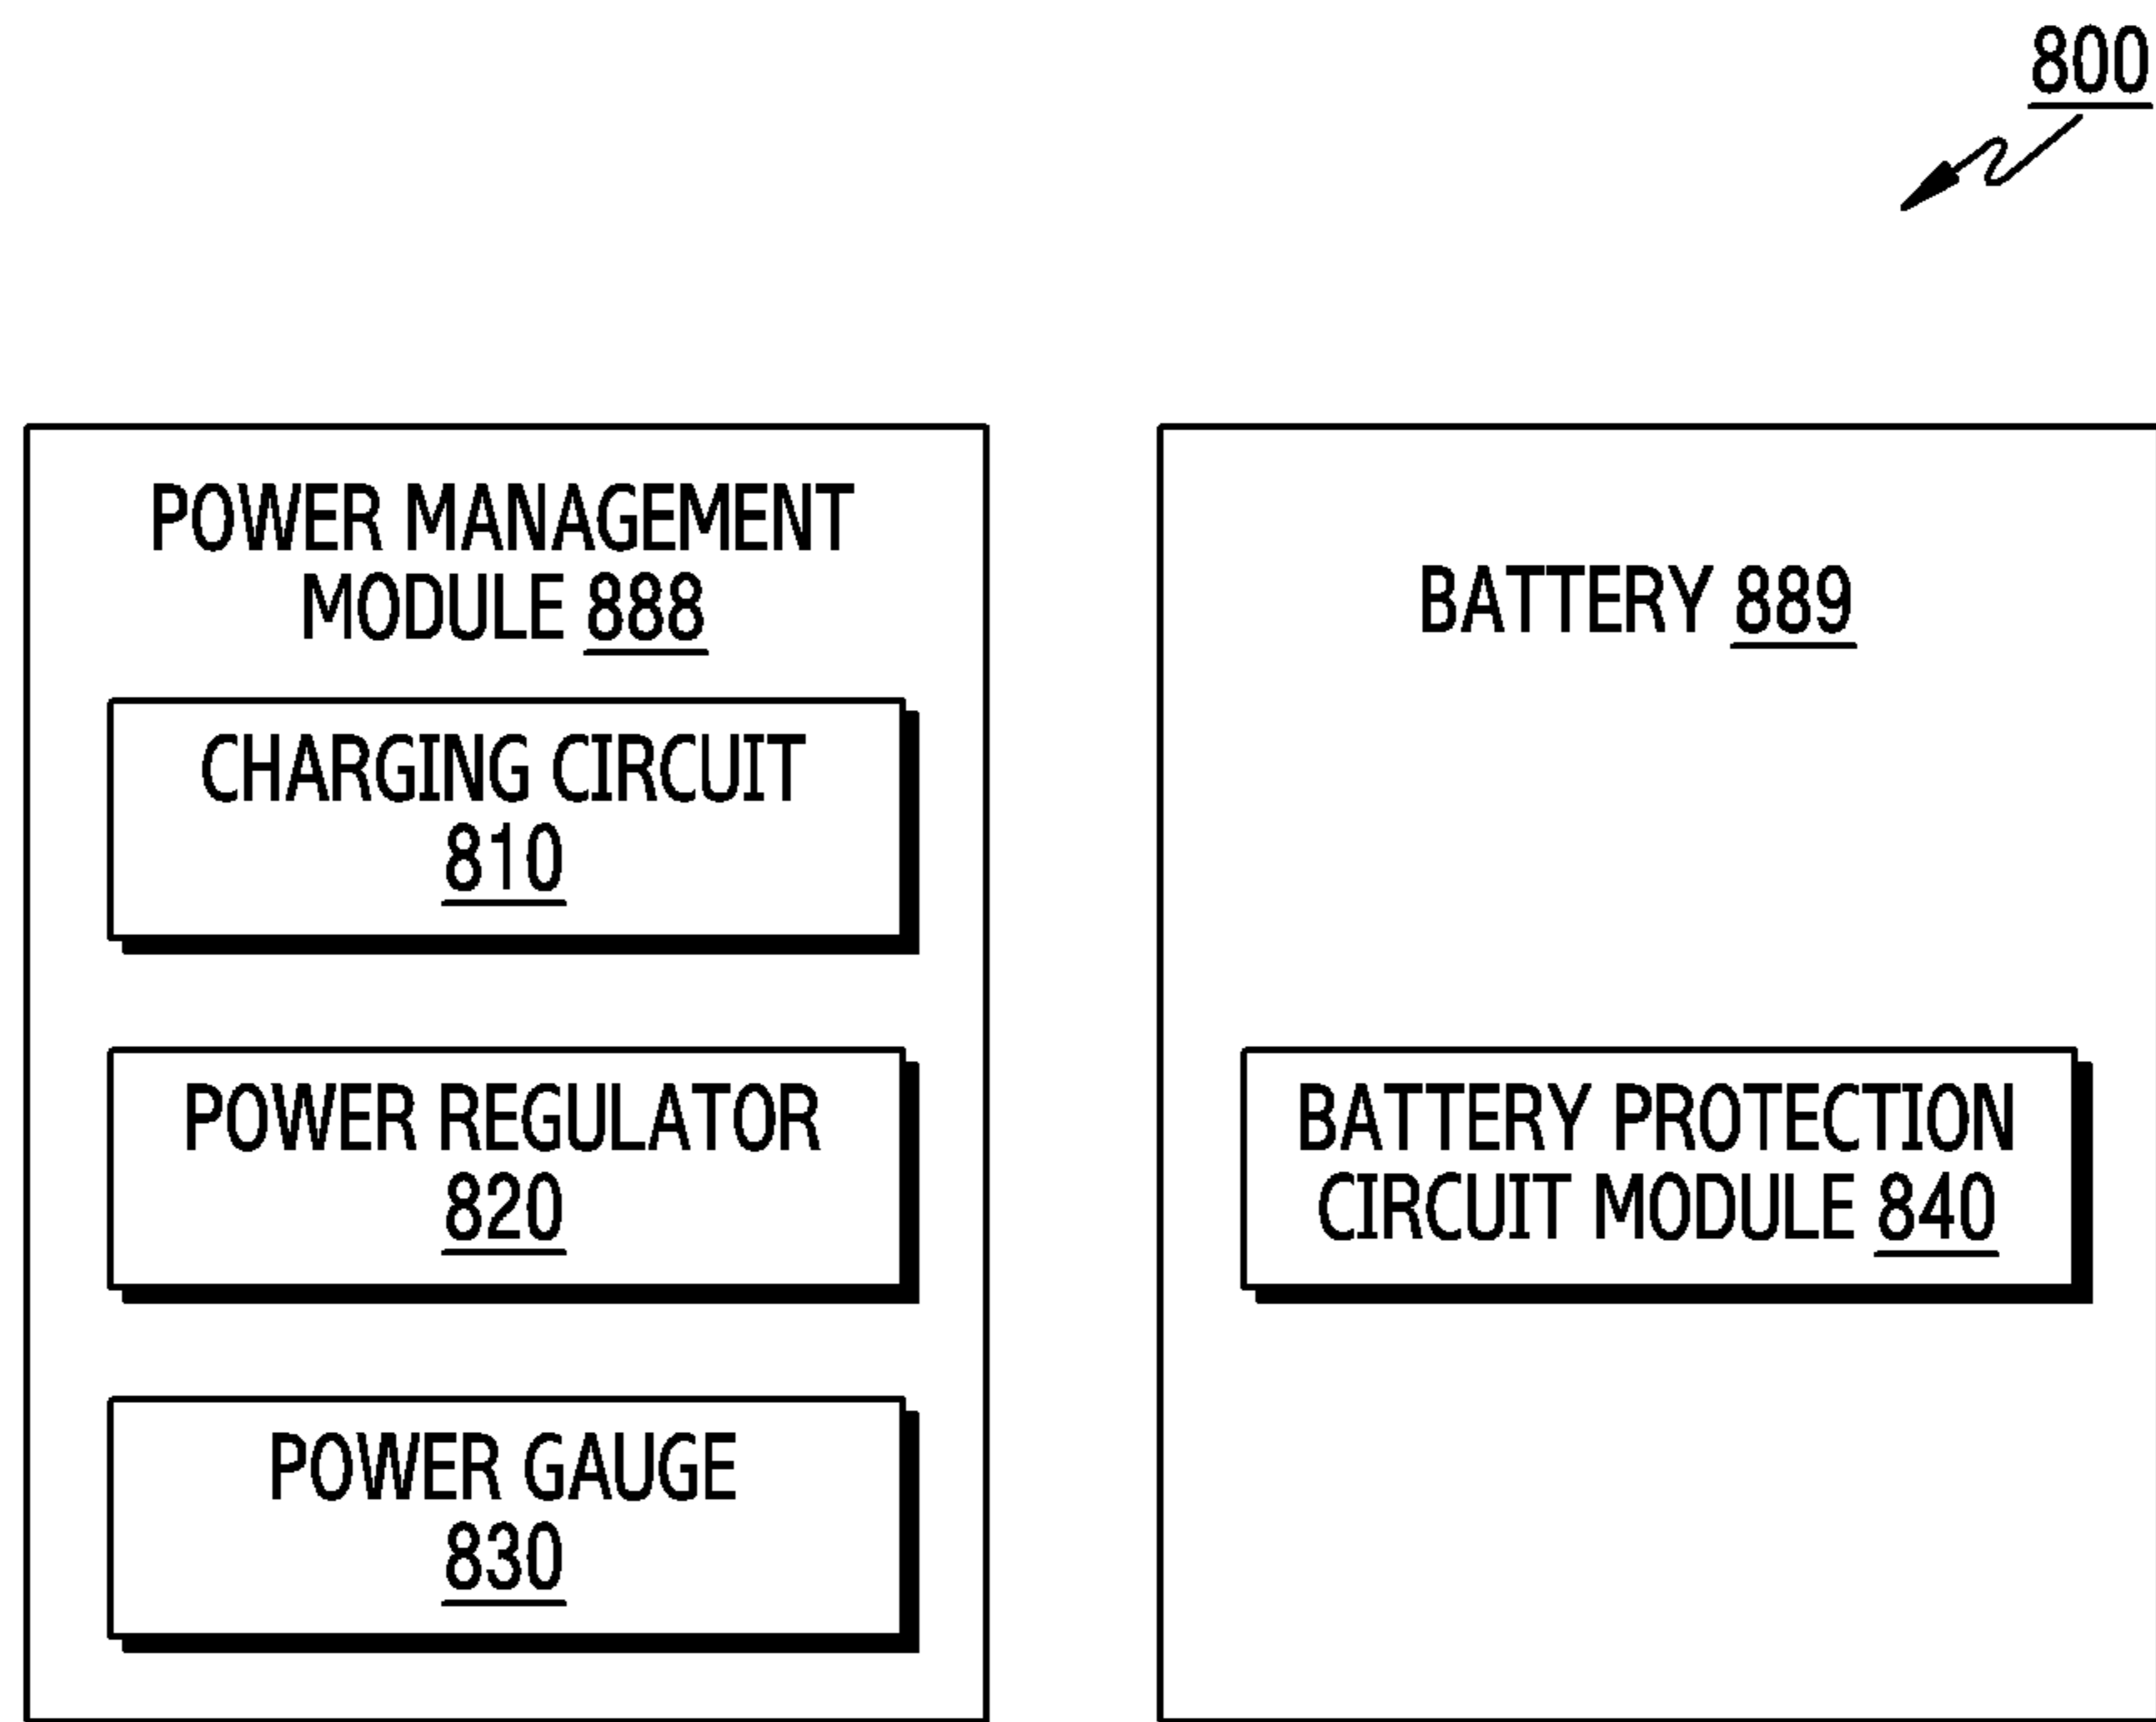 800
POWER MANAGEMENT
MODULE 888
CHARGING CIRCUIT
810
POWER REGULATOR
820
POWER GAUGE
830
BATTERY 889
BATTERY PROTECTION
CIRCUIT MODULE 840